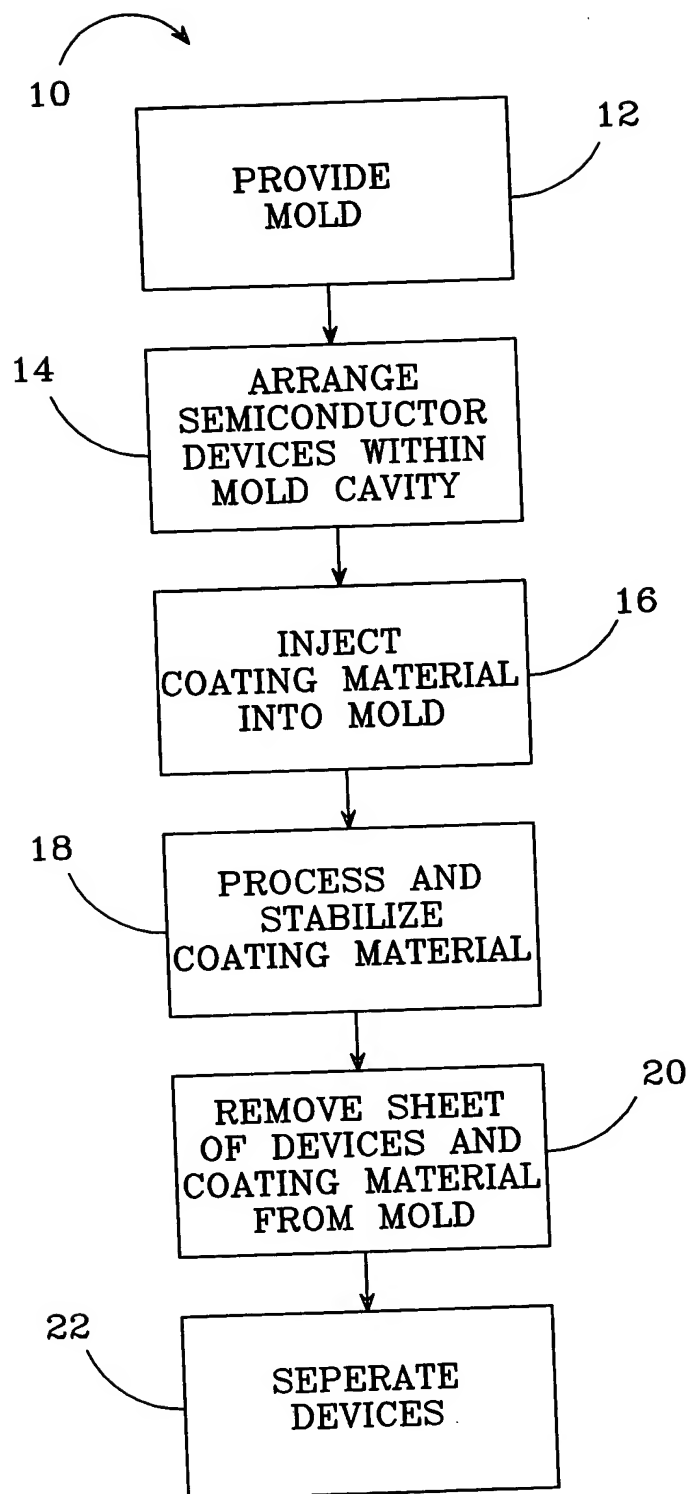 10
12
PROVIDE
MOLD
14
ARRANGE
SEMICONDUCTOR
DEVICES WITHIN
MOLD CAVITY
16
INJECT
COATING MATERIAL
INTO MOLD
18
PROCESS AND
STABILIZE
COATING MATERIAL
20
REMOVE SHEET
OF DEVICES AND
COATING MATERIAL
FROM MOLD
22
SEPERATE
DEVICES